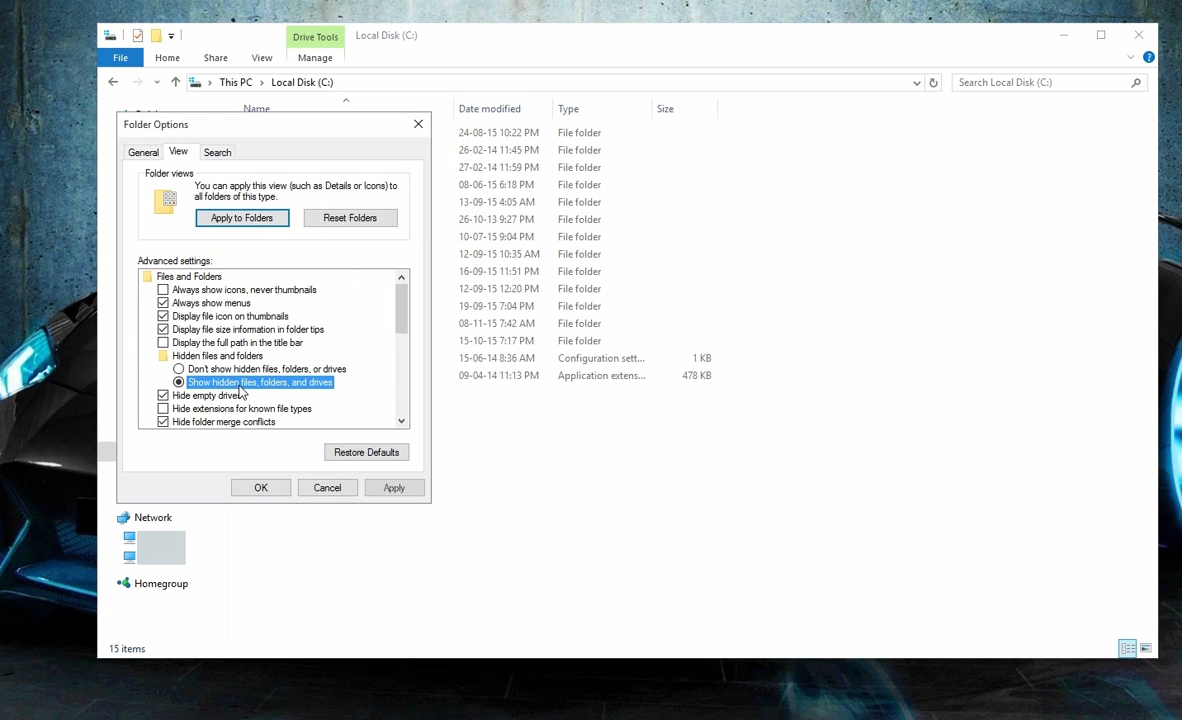 Drive Tools Local Disk (C:)
File Home Share View Manage
This PC > Local Disk (C:) Search Local Disk (C:)
Name Date modified Type Size
24-08-15 10:22 PM File folder
26-02-14 11:45 PM File folder
27-02-14 11:59 PM File folder
08-06-15 6:18 PM File folder
13-09-15 4:05 AM File folder
26-10-13 9:27 PM File folder
10-07-15 9:04 PM File folder
12-09-15 10:35 AM File folder
16-09-15 11:51 PM File folder
12-09-15 12:20 PM File folder
19-09-15 7:04 PM File folder
08-11-15 7:42 AM File folder
15-10-15 7:17 PM File folder
15-06-14 8:36 AM Configuration sett... 1 KB
09-04-14 11:13 PM Application extens... 478 KB
Folder Options
General View Search
Folder views
You can apply this view (such as Details or Icons) to
all folders of this type.
Apply to Folders Reset Folders
Advanced settings:
Files and Folders
Always show icons, never thumbnails
Always show menus
Display file icon on thumbnails
Display file size information in folder tips
Display the full path in the title bar
Hidden files and folders
Don't show hidden files, folders, or drives
Show hidden files, folders, and drives
Hide empty drives
Hide extensions for known file types
Hide folder merge conflicts
Restore Defaults
OK Cancel Apply
Network
Homegroup
15 items